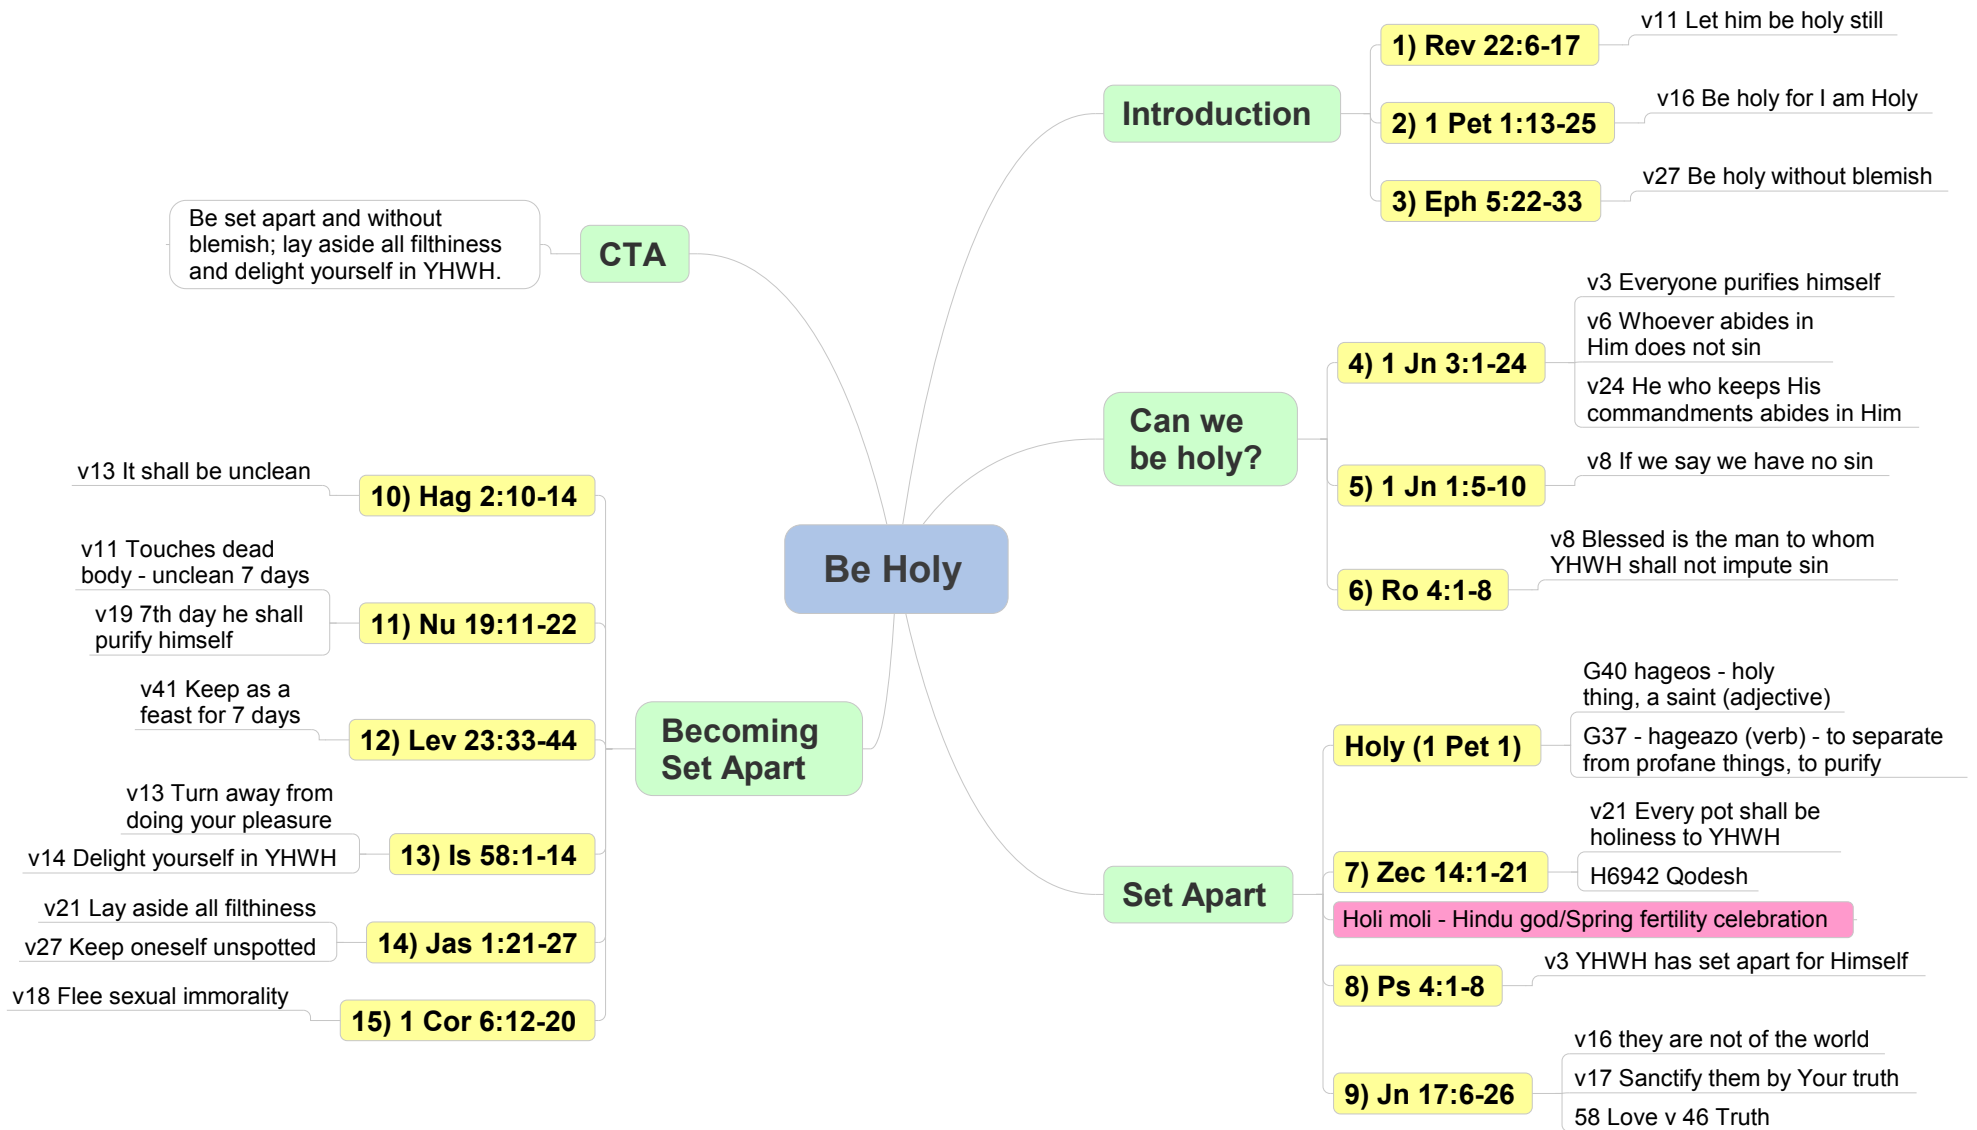 Be Holy
Introduction
1) Rev 22:6-17
v11 Let him be holy still
2) 1 Pet 1:13-25
v16 Be holy for I am Holy
3) Eph 5:22-33
v27 Be holy without blemish
Can we
be holy?
4) 1 Jn 3:1-24
v3 Everyone purifies himself
v6 Whoever abides in
Him does not sin
v24 He who keeps His
commandments abides in Him
5) 1 Jn 1:5-10
v8 If we say we have no sin
6) Ro 4:1-8
v8 Blessed is the man to whom
YHWH shall not impute sin
Set Apart
Holy (1 Pet 1)
G40 hageos - holy
thing, a saint (adjective)
G37 - hageazo (verb) - to separate
from profane things, to purify
7) Zec 14:1-21
v21 Every pot shall be
holiness to YHWH
H6942 Qodesh
Holi moli - Hindu god/Spring fertility celebration
8) Ps 4:1-8
v3 YHWH has set apart for Himself
9) Jn 17:6-26
v16 they are not of the world
v17 Sanctify them by Your truth
58 Love v 46 Truth
Becoming
Set Apart
10) Hag 2:10-14
v13 It shall be unclean
11) Nu 19:11-22
v11 Touches dead
body - unclean 7 days
v19 7th day he shall
purify himself
12) Lev 23:33-44
v41 Keep as a
feast for 7 days
13) Is 58:1-14
v13 Turn away from
doing your pleasure
v14 Delight yourself in YHWH
14) Jas 1:21-27
v21 Lay aside all filthiness
v27 Keep oneself unspotted
15) 1 Cor 6:12-20
v18 Flee sexual immorality
CTA
Be set apart and without
blemish; lay aside all filthiness
and delight yourself in YHWH.